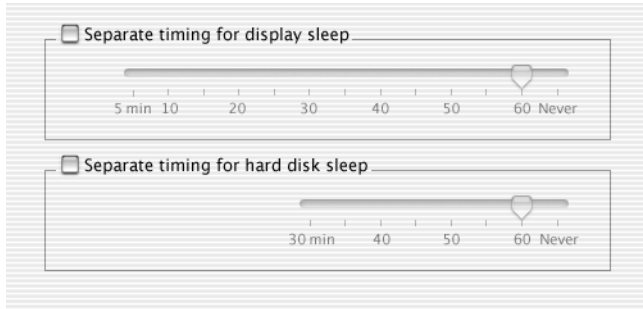 Separate timing for display sleep
5 min 10 20 30 40 50 60 Never
Separate timing for hard disk sleep
30 min 40 50 60 Never